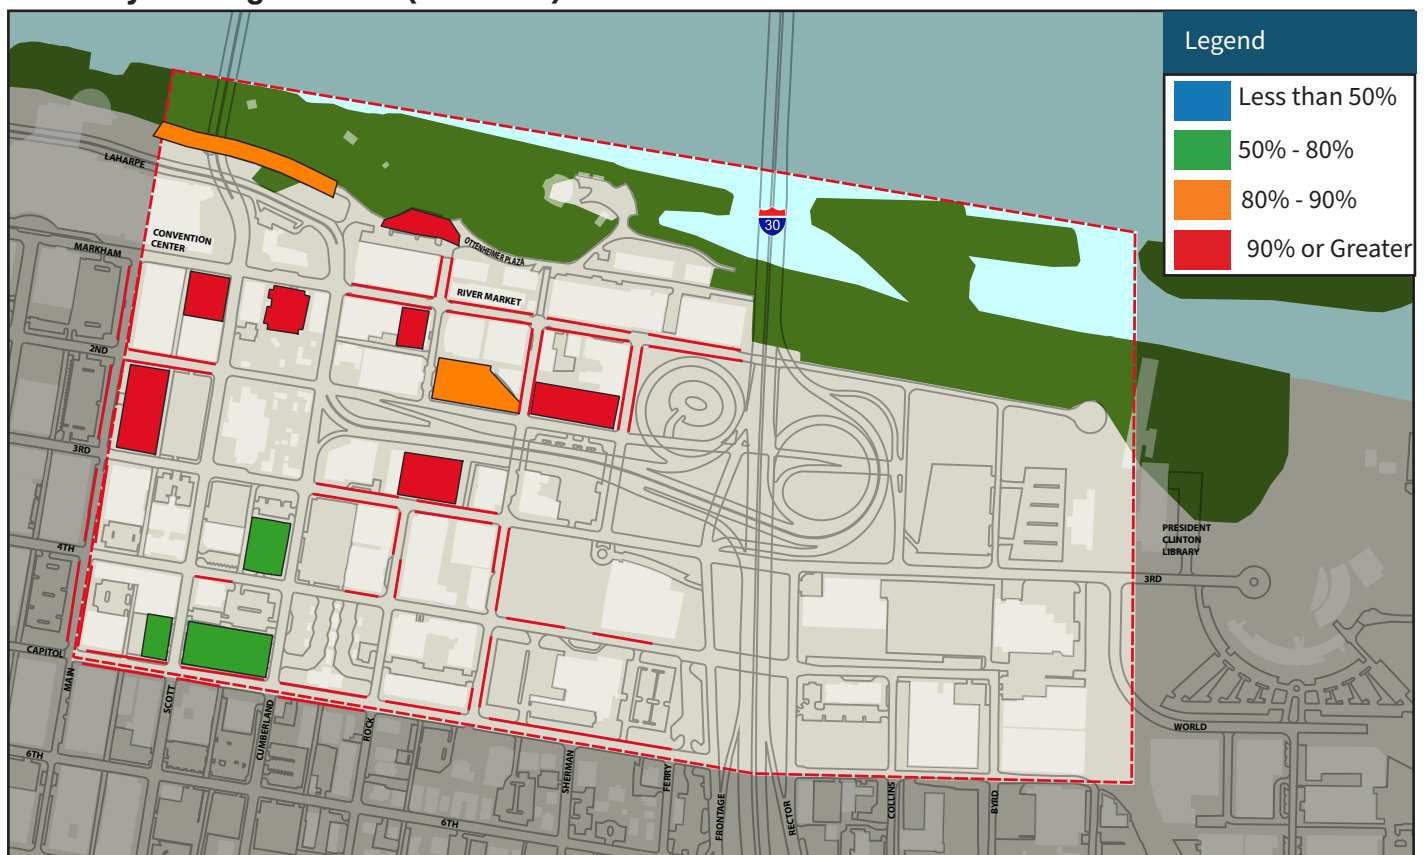 Legend
Less than 50%
50% - 80%
80% - 90%
90% or Greater
LAHARPE
CONVENTION
CENTER
MARKHAM
OTTENHEIMER PLAZA
RIVER MARKET
30
2ND
3RD
4TH
CAPITOL
MAIN
SCOTT
CUMBERLAND
ROCK
6TH
6TH
SHERMAN
FERRY
FRONTAGE
RECTOR
COLLINS
BYRD
PRESIDENT
CLINTON
LIBRARY
3RD
WORLD